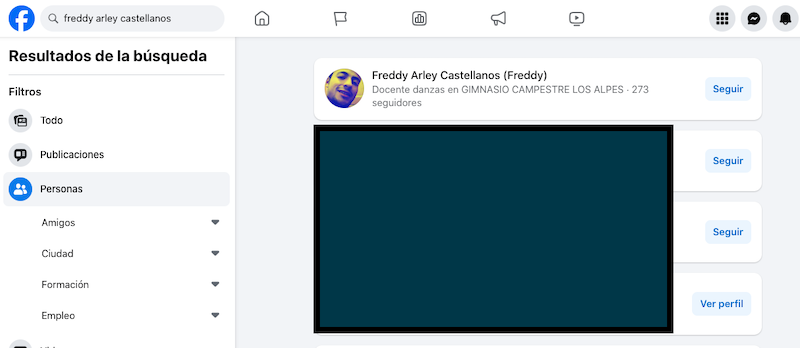 freddy arley castellanos
Resultados de la búsqueda
Filtros
Todo
Publicaciones
Personas
Amigos
Ciudad
Formación
Empleo
Freddy Arley Castellanos (Freddy)
Docente danzas en GIMNASIO CAMPESTRE LOS ALPES · 273
seguidores
Seguir
Seguir
Seguir
Ver perfil